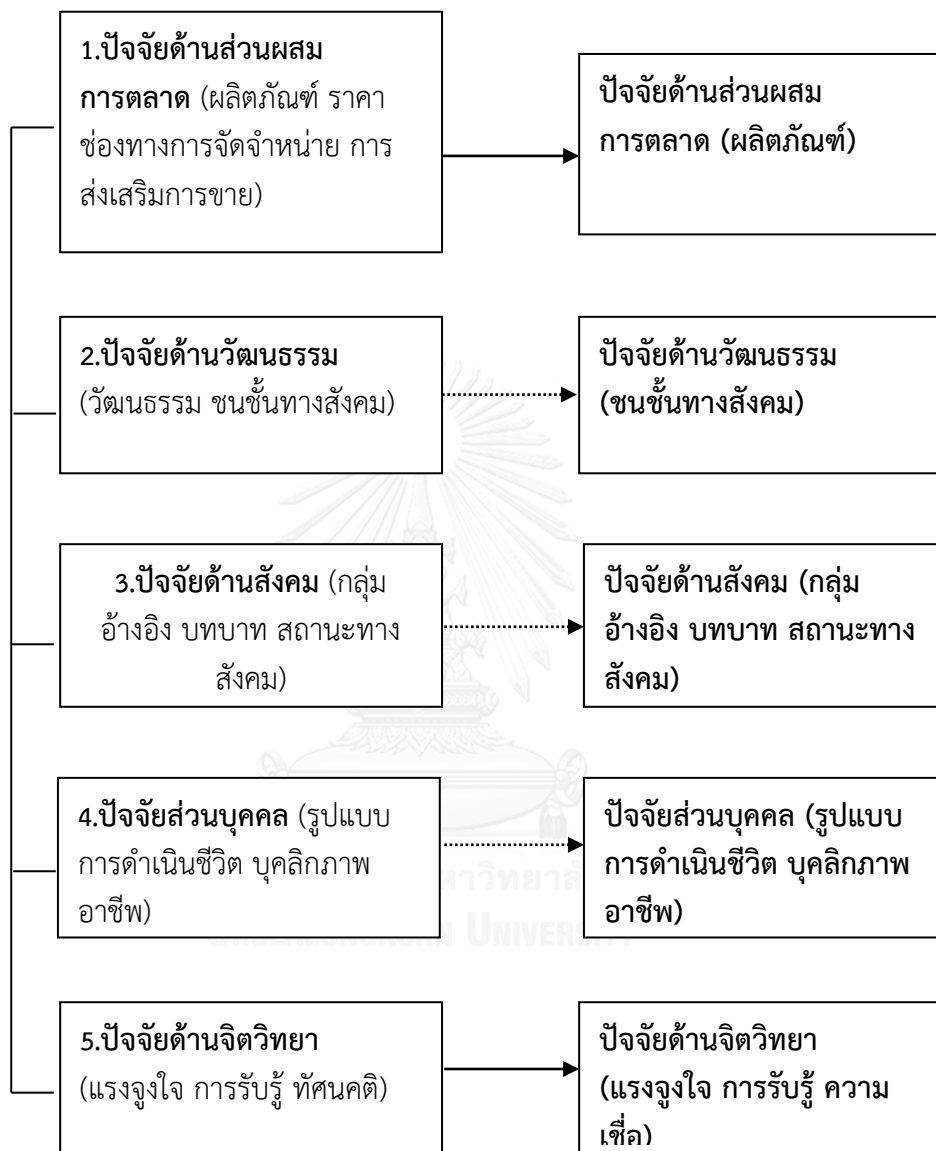 1.ปัจจัยด้านส่วนผสม
การตลาด (ผลิตภัณฑ์ ราคา
ช่องทางการจัดจำหน่าย การ
ส่งเสริมการขาย)
ปัจจัยด้านส่วนผสม
การตลาด (ผลิตภัณฑ์)
2.ปัจจัยด้านวัฒนธรรม
(วัฒนธรรม ชนชั้นทางสังคม)
ปัจจัยด้านวัฒนธรรม
(ชนชั้นทางสังคม)
3.ปัจจัยด้านสังคม (กลุ่ม
อ้างอิง บทบาท สถานะทาง
สังคม)
ปัจจัยด้านสังคม (กลุ่ม
อ้างอิง บทบาท สถานะทาง
สังคม)
4.ปัจจัยส่วนบุคคล (รูปแบบ
การดำเนินชีวิต บุคลิกภาพ
อาชีพ)
ปัจจัยส่วนบุคคล (รูปแบบ
การดำเนินชีวิต บุคลิกภาพ
อาชีพ)
UNIVERSITY
5.ปัจจัยด้านจิตวิทยา
(แรงจูงใจ การรับรู้ ทัศนคติ)
ปัจจัยด้านจิตวิทยา
(แรงจูงใจ การรับรู้ ความ
เชื่อ)